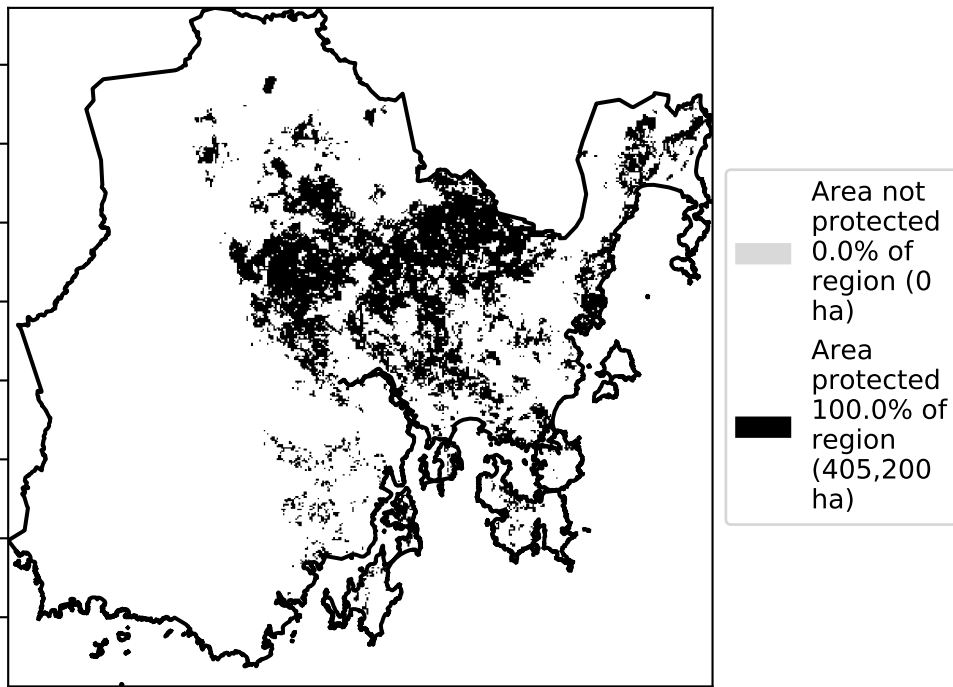 Area not
protected
0.0% of
region (0
ha)
Area
protected
100.0% of
region
(405,200
ha)